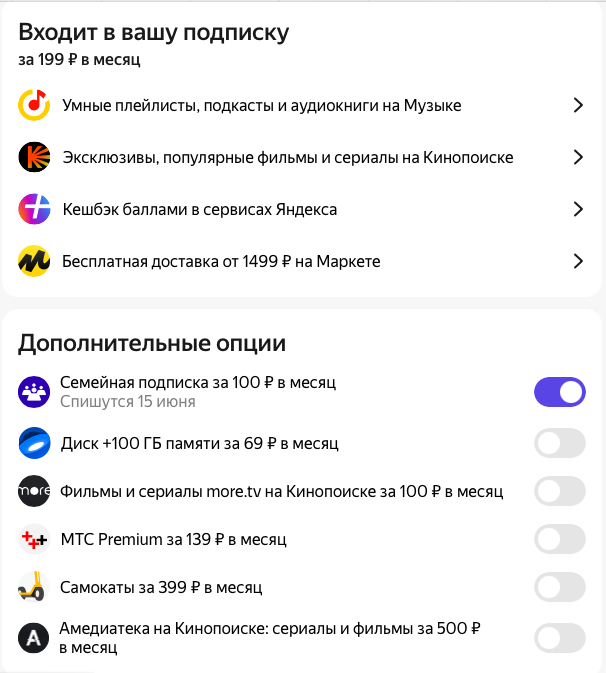 Входит в вашу подписку
за 199 ₽ в месяц
Умные плейлисты, подкасты и аудиокниги на Музыке
Эксклюзивы, популярные фильмы и сериалы на Кинопоиске
Кешбэк баллами в сервисах Яндекса
Бесплатная доставка от 1499 ₽ на Маркете
Дополнительные опции
Семейная подписка за 100 ₽ в месяц
Спишутся 15 июня
Диск +100 ГБ памяти за 69 ₽ в месяц
more
Фильмы и сериалы more.tv на Кинопоиске за 100 ₽ в месяц
МТС Premium за 139 ₽ в месяц
Самокаты за 399 ₽ в месяц
A
Амедиатека на Кинопоиске: сериалы и фильмы за 500 ₽
в месяц